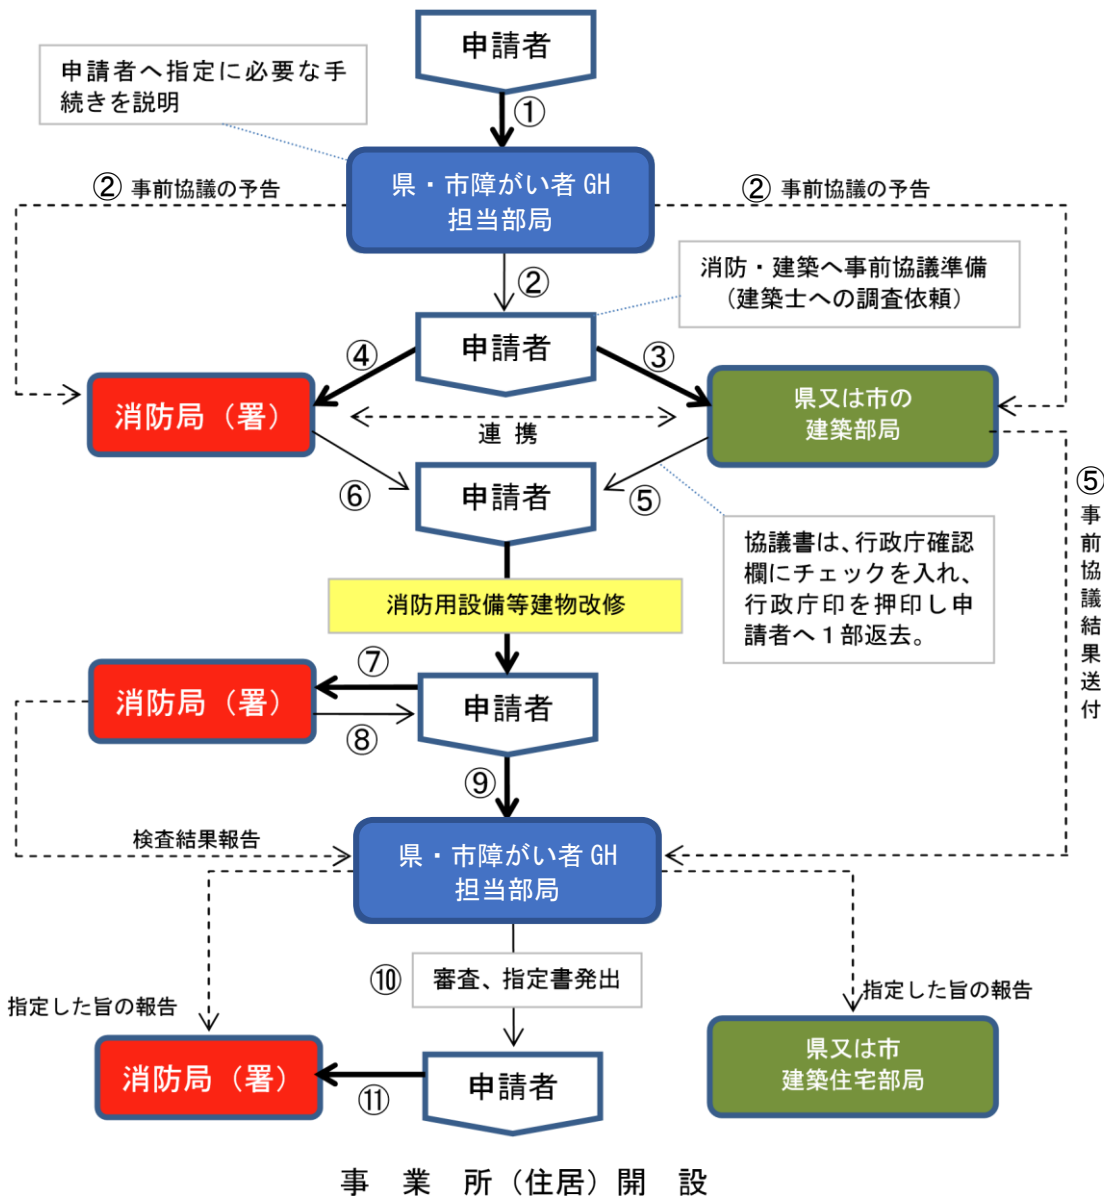 申請者
申請者へ指定に必要な手
続きを説明
①
県・市障がい者 GH
担当部局
② 事前協議の予告
② 事前協議の予告
②
消防・建築へ事前協議準備
（建築士への調査依頼）
申請者
④
③
消防局（署）
県又は市の
建築部局
連 携
⑥
申請者
⑤
⑤
事前協議結果送付
協議書は、行政庁確認
欄にチェックを入れ、
行政庁印を押印し申
請者へ１部返去。
消防用設備等建物改修
⑦
消防局（署）
申請者
⑧
⑨
検査結果報告
県・市障がい者 GH
担当部局
⑩
審査、指定書発出
指定した旨の報告
指定した旨の報告
消防局（署）
⑪
申請者
県又は市
建築住宅部局
事 業 所（住居）開 設